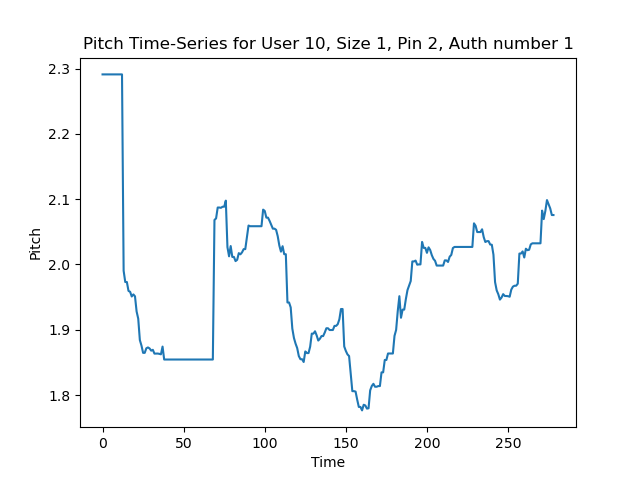 Pitch Time-Series for User 10, Size 1, Pin 2, Auth number 1
2.3
2.2
2.1
2.0
1.9
1.8
Pitch
0 50 100 150 200 250
Time